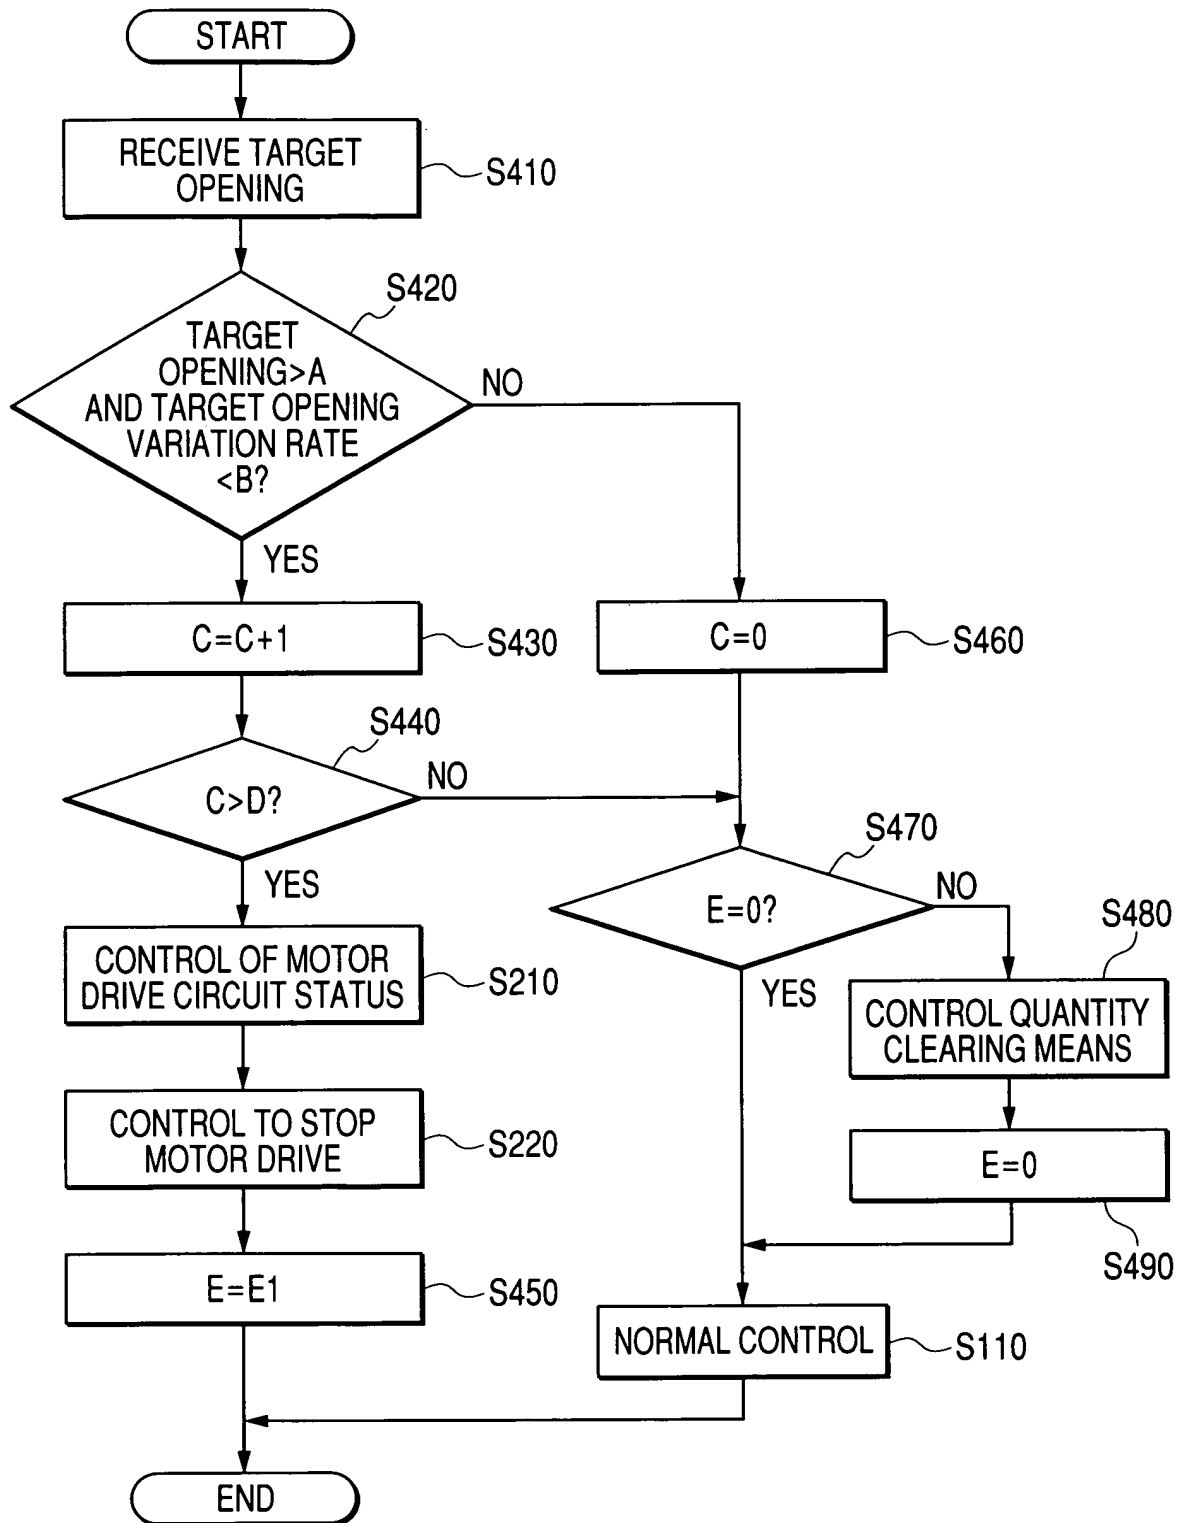 START
RECEIVE TARGET
OPENING
S410
S420
TARGET
OPENING>A
AND TARGET OPENING
VARIATION RATE
<B?
NO
YES
C=C+1
S430
C=0
S460
S440
C>D?
NO
YES
S470
E=0?
NO
YES
S480
CONTROL OF MOTOR
DRIVE CIRCUIT STATUS
S210
CONTROL QUANTITY
CLEARING MEANS
CONTROL TO STOP
MOTOR DRIVE
S220
E=0
S490
E=E1
S450
NORMAL CONTROL
S110
END